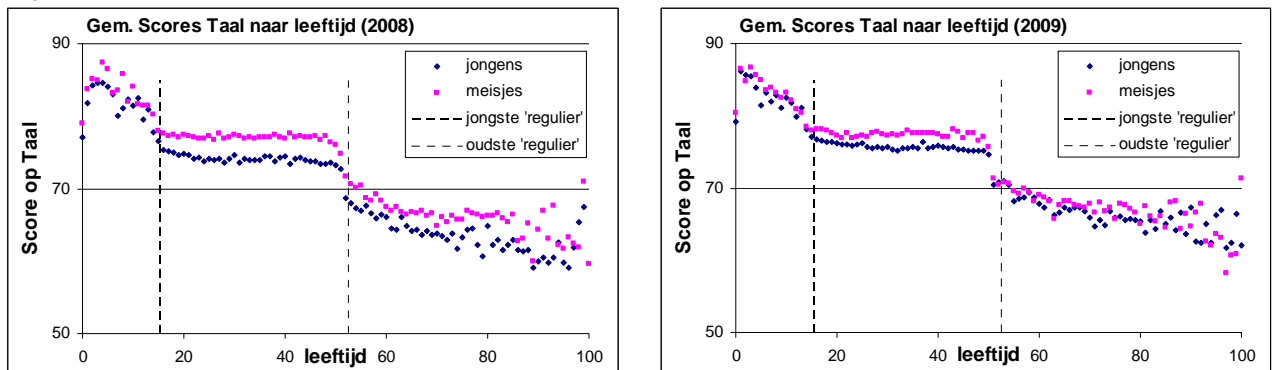 Gem. Scores Taal naar leeftijd (2008)
90
70
50
Score op Taal
jongens
meisjes
jongste 'regulier'
oudste 'regulier'
0 20 40 60 80 100
leeftijd
Gem. Scores Taal naar leeftijd (2009)
90
70
50
Score op Taal
jongens
meisjes
jongste 'regulier'
oudste 'regulier'
0 20 40 60 80 100
leeftijd